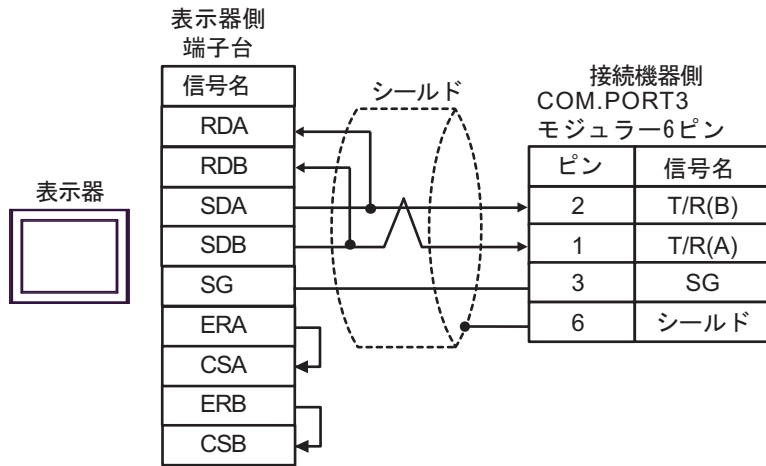 表示器
表示器側
端子台
信号名
RDA
RDB
SDA
SDB
SG
ERA
CSA
ERB
CSB
シールド
接続機器側
COM.PORT3
モジュラー6ピン
ピン 信号名
2 T/R(B)
1 T/R(A)
3 SG
6 シールド